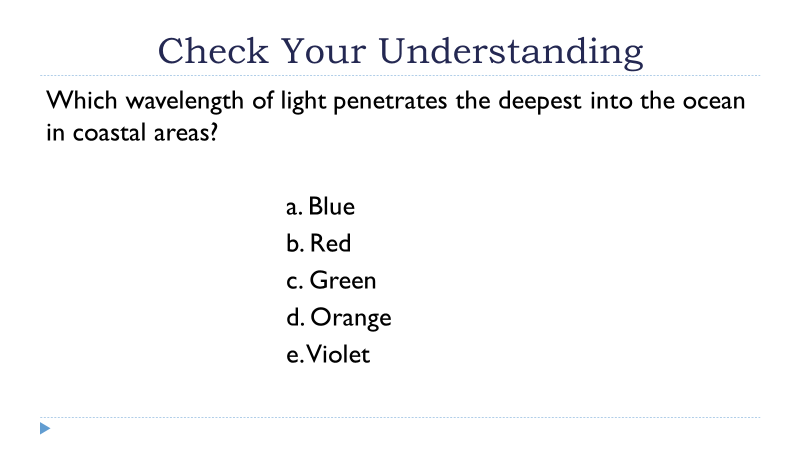 Check Your Understanding
Which wavelength of light penetrates the deepest into the ocean
in coastal areas?
a. Blue
b. Red
c. Green
d. Orange
e. Violet